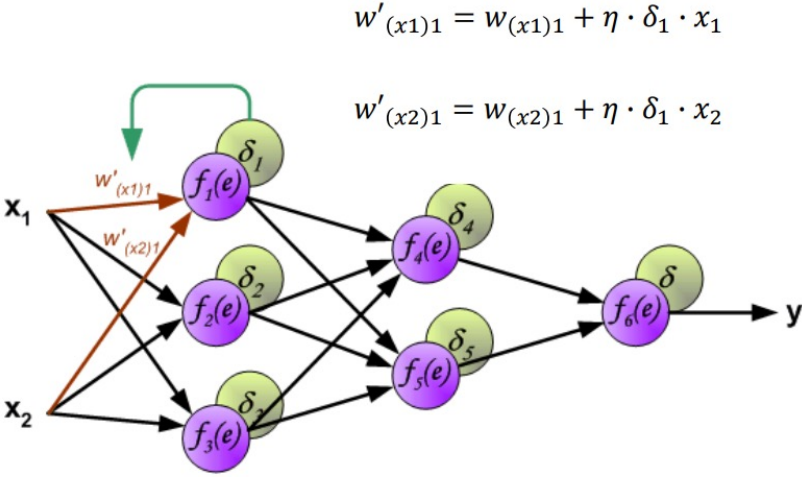 w'(x1)1 = w(x1)1 + η · δ1 · x1
w'(x2)1 = w(x2)1 + η · δ1 · x2
δ1
f1(e)
w'(x1)1
x1
w'(x2)1
δ4
f4(e)
δ2
f2(e)
δ
f6(e)
y
δ5
f5(e)
δ3
x2
f3(e)